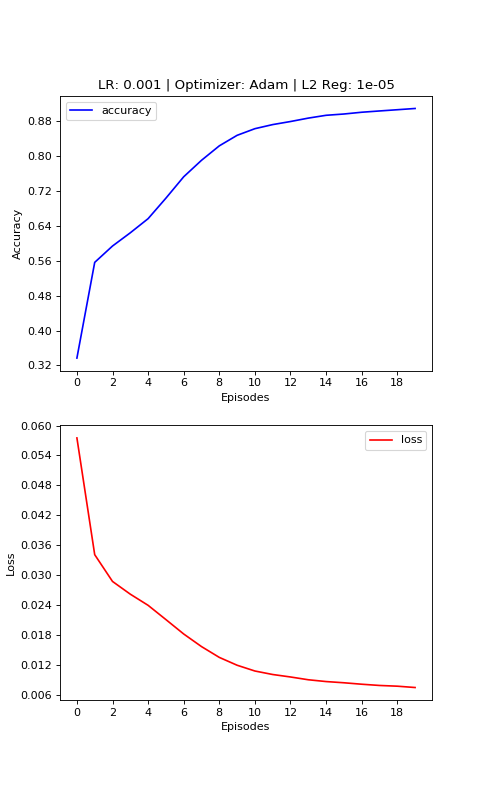 LR: 0.001 | Optimizer: Adam | L2 Reg: 1e-05
accuracy
0.88
0.80
0.72
0.64
0.56
0.48
0.40
0.32
Accuracy
0 2 4 6 8 10 12 14 16 18
Episodes
loss
0.060
0.054
0.048
0.042
0.036
0.030
0.024
0.018
0.012
0.006
Loss
0 2 4 6 8 10 12 14 16 18
Episodes